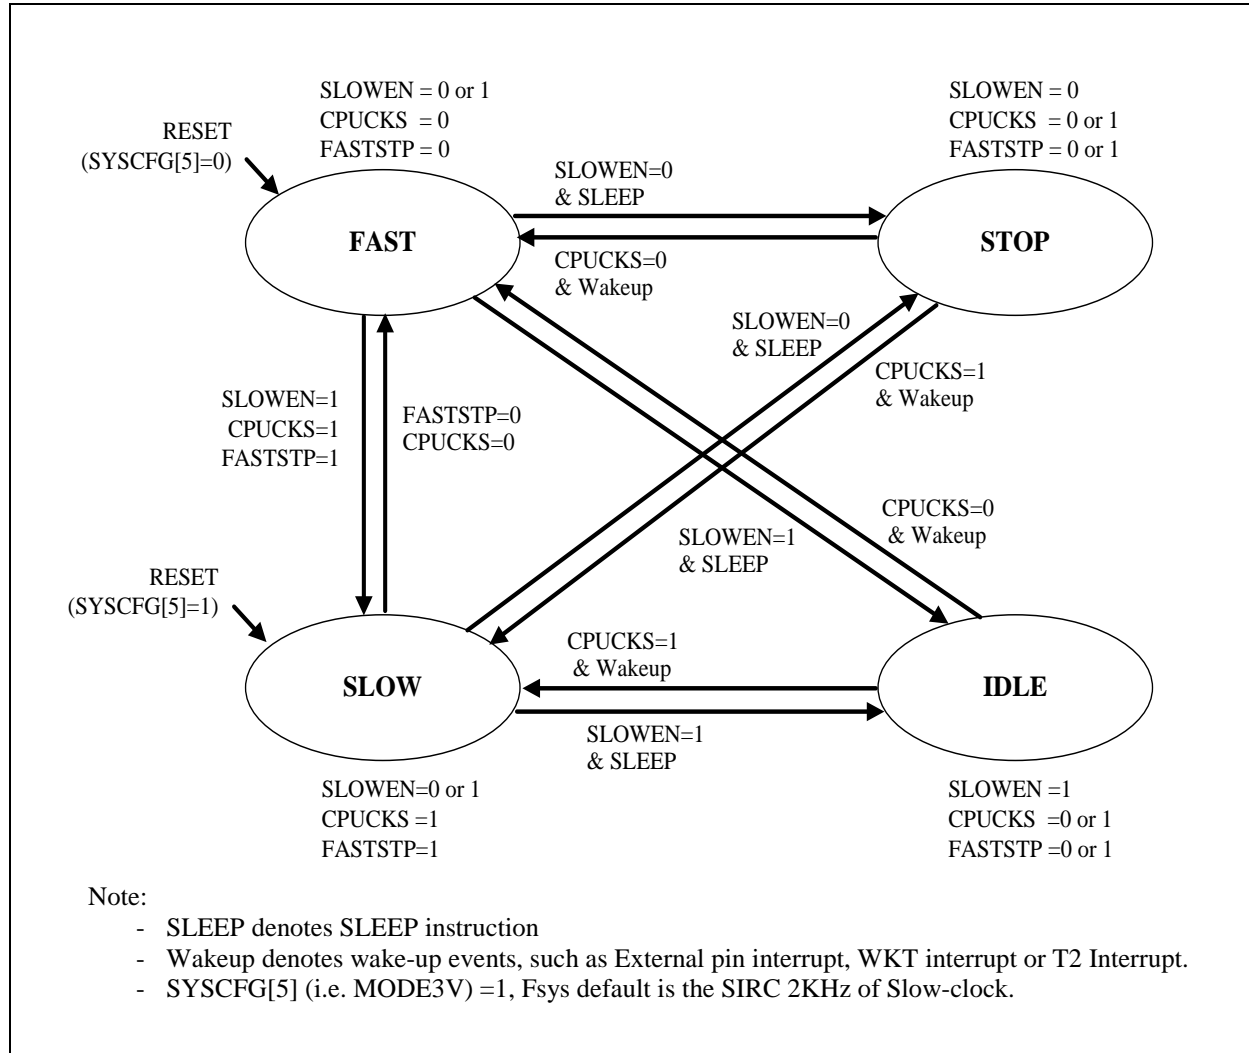 SLOWEN = 0 or 1
CPUCKS = 0
FASTSTP = 0
SLOWEN = 0
CPUCKS = 0 or 1
FASTSTP = 0 or 1
RESET
(SYSCFG[5]=0)
SLOWEN=0
& SLEEP
FAST
STOP
CPUCKS=0
& Wakeup
SLOWEN=0
& SLEEP
CPUCKS=1
& Wakeup
SLOWEN=1
CPUCKS=1
FASTSTP=1
FASTSTP=0
CPUCKS=0
CPUCKS=0
& Wakeup
SLOWEN=1
& SLEEP
RESET
(SYSCFG[5]=1)
CPUCKS=1
& Wakeup
SLOW
IDLE
SLOWEN=1
& SLEEP
SLOWEN=0 or 1
CPUCKS =1
FASTSTP=1
SLOWEN =1
CPUCKS =0 or 1
FASTSTP =0 or 1
Note:
- SLEEP denotes SLEEP instruction
- Wakeup denotes wake-up events, such as External pin interrupt, WKT interrupt or T2 Interrupt.
- SYSCFG[5] (i.e. MODE3V) =1, Fsys default is the SIRC 2KHz of Slow-clock.